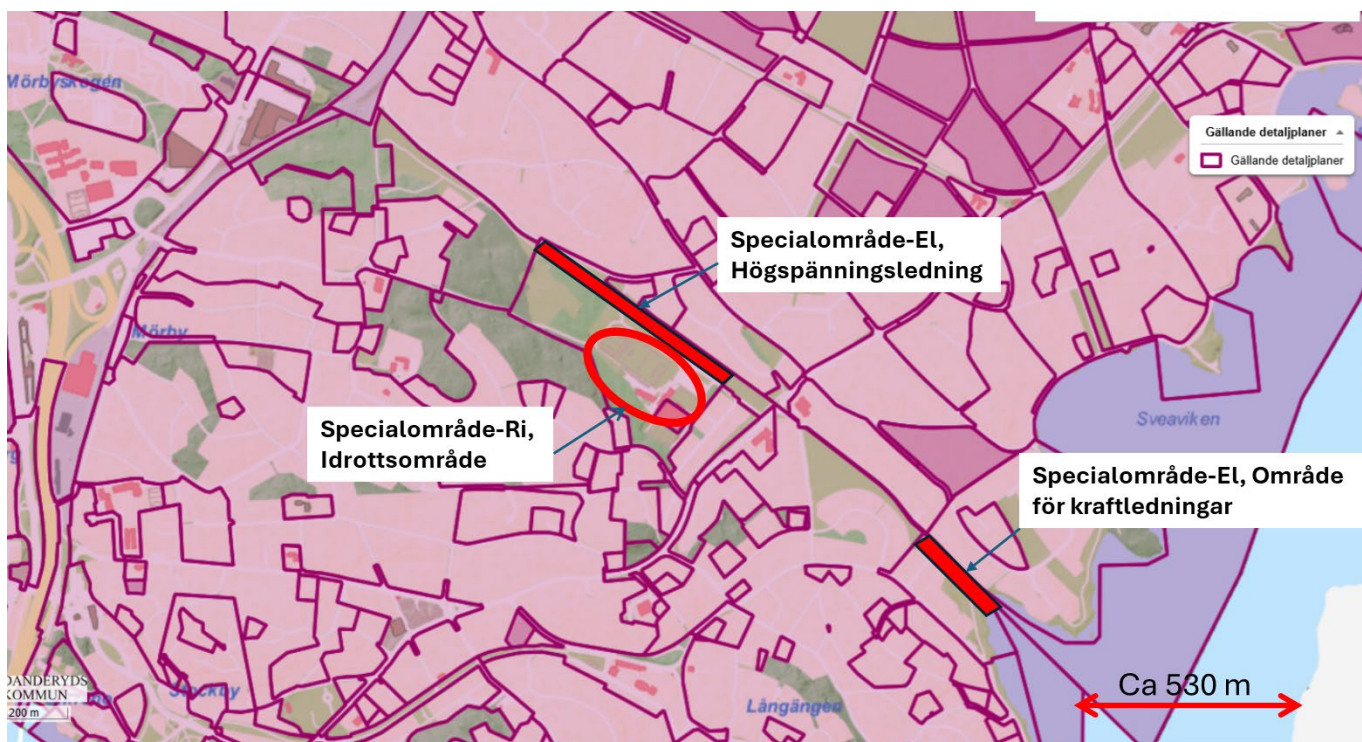 Mörbyskogen
Gällande detaljplaner
Gällande detaljplaner
Specialområde-El,
Högspänningsledning
Mörby
Sveaviken
Specialområde-Ri,
Idrottsområde
Specialområde-El, Område
för kraftledningar
Ca 530 m
DANDERYDS
KOMMUN
200 m
Stockby
Långängen